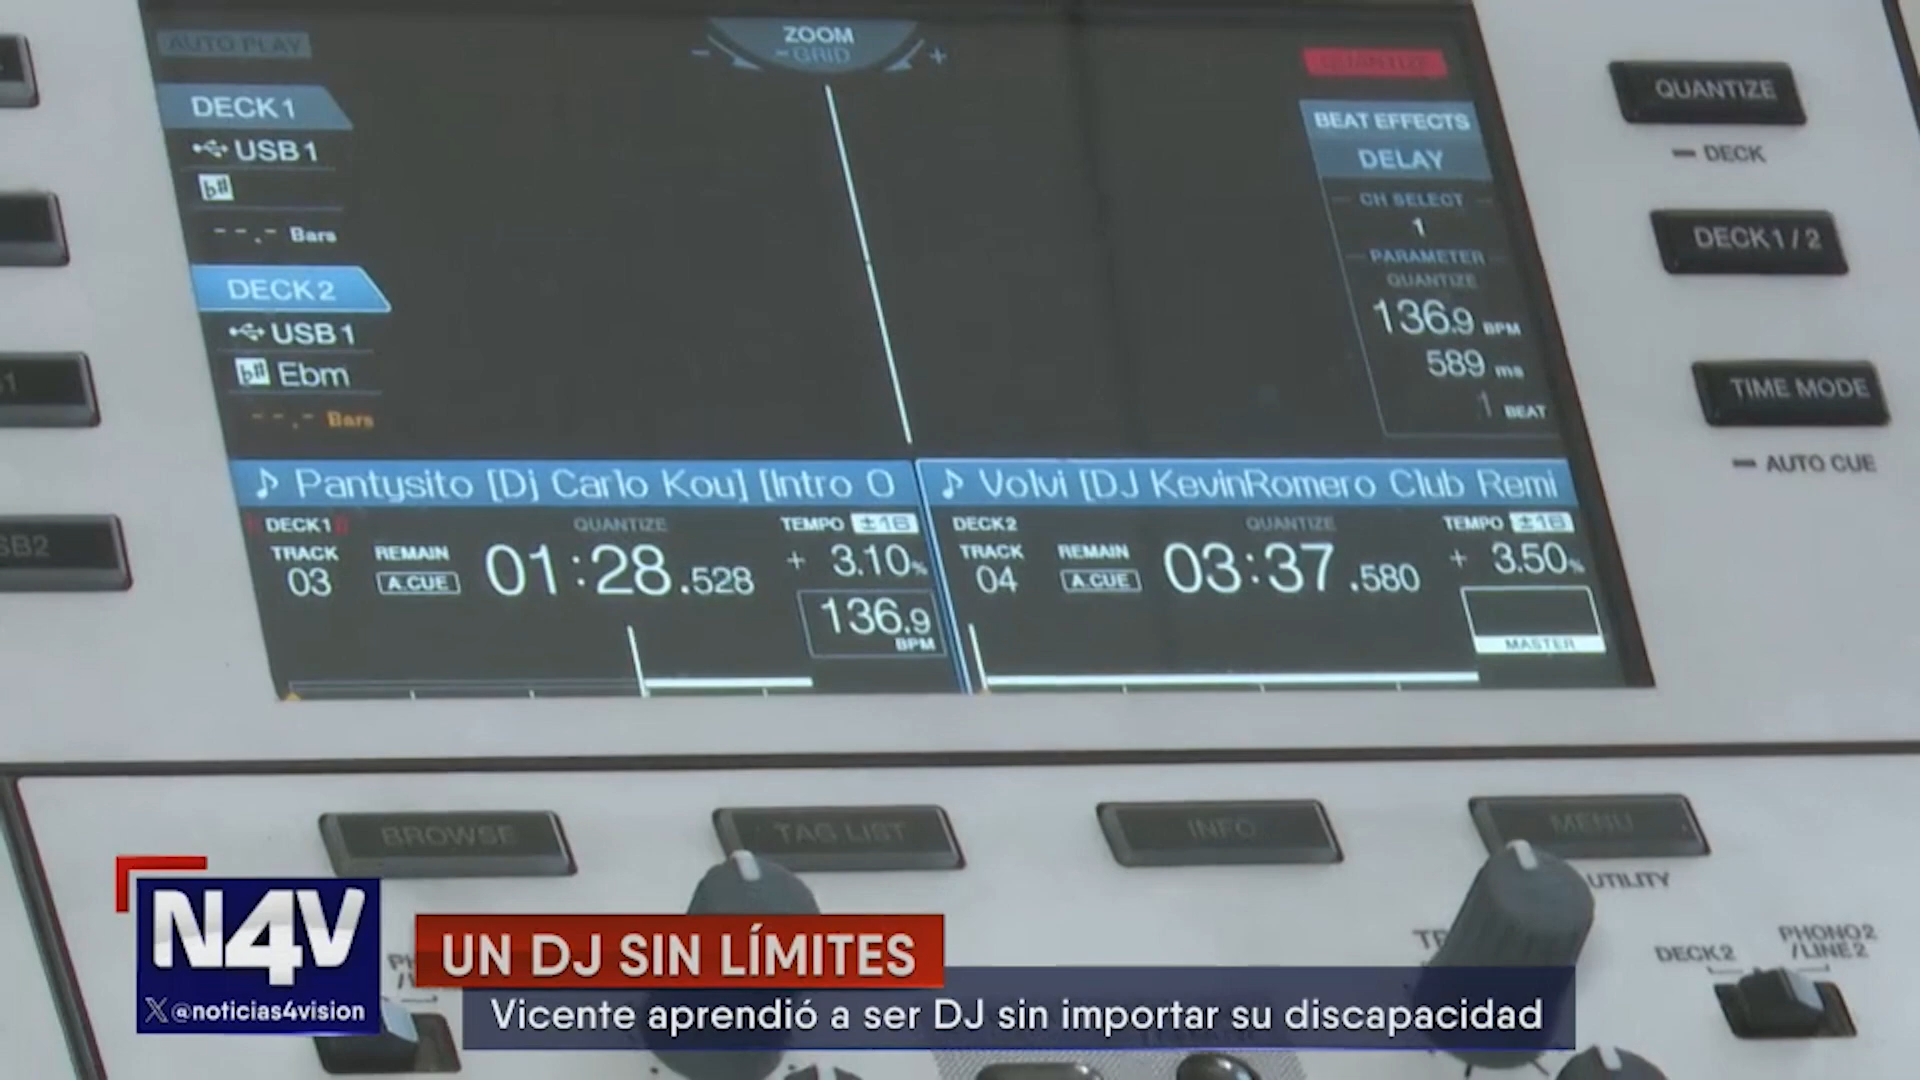 AUTO PLAY
ZOOM
GRID
- +
QUANTIZE
DECK 1
USB 1
-- . - Bars
DECK 2
USB 1
Ebm
-- . - Bars
BEAT EFFECTS
DELAY
CH SELECT
1
PARAMETER
QUANTIZE
136.9 BPM
589 ms
1 BEAT
QUANTIZE
DECK
DECK 1 / 2
TIME MODE
AUTO CUE
Pantysito [Dj Carlo Kou] [Intro O
DECK 1
QUANTIZE
TEMPO ±16
TRACK
03
REMAIN
A.CUE
01:28.528
+ 3.10%
136.9
BPM
Volvi [DJ KevinRomero Club Remi
DECK 2
QUANTIZE
TEMPO ±16
TRACK
04
REMAIN
A.CUE
03:37.580
+ 3.50%
MASTER
BROWSE
TAG LIST
INFO
MENU
UTILITY
DECK2
PHONO2
/LINE2
N4V
X@noticias4vision
UN DJ SIN LÍMITES
Vicente aprendió a ser DJ sin importar su discapacidad